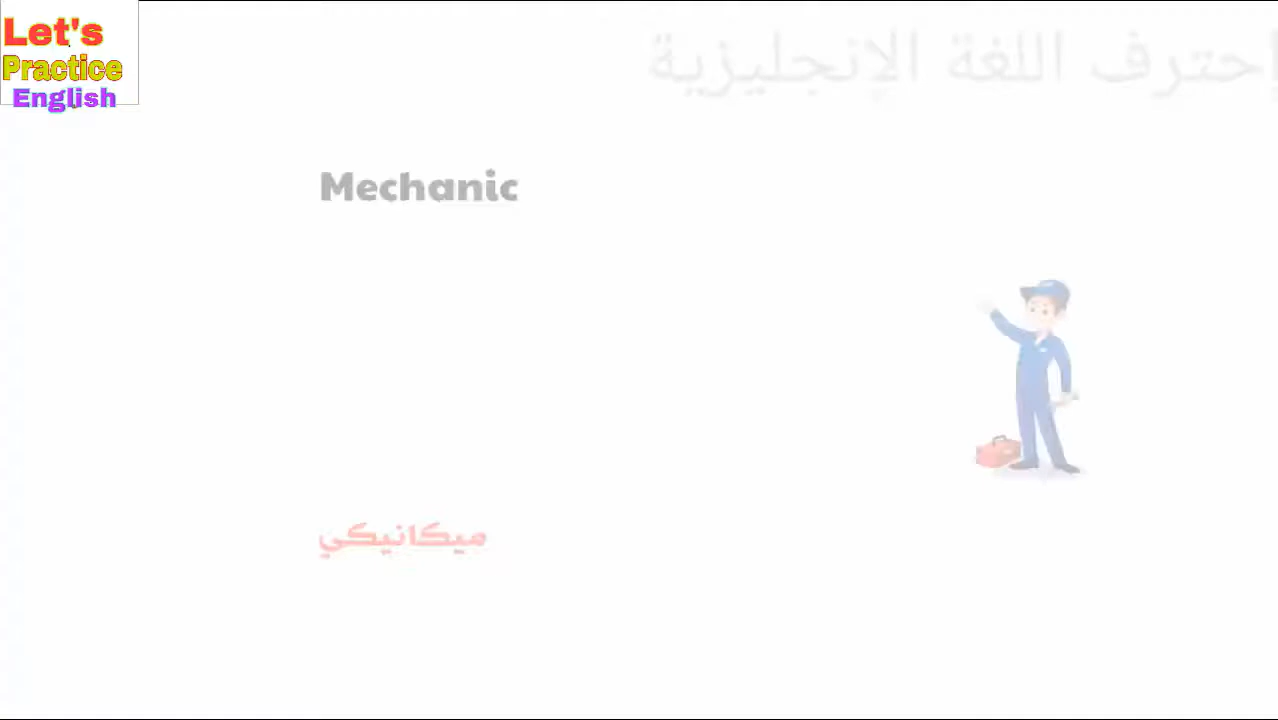 Let's
Practice
English
إحترف اللغة الإنجليزية
Mechanic
ميكانيكي